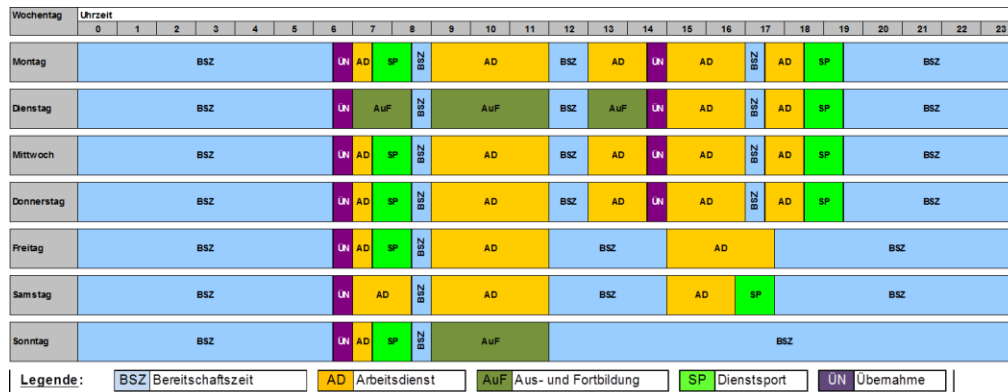 Wochentag Uhrzeit
0 1 2 3 4 5 6 7 8 9 10 11 12 13 14 15 16 17 18 19 20 21 22 23
Montag BSZ ÜN AD SP BSZ AD BSZ AD ÜN AD BSZ AD SP BSZ
Dienstag BSZ ÜN AuF BSZ AuF BSZ AuF ÜN AD BSZ AD SP BSZ
Mittwoch BSZ ÜN AD SP BSZ AD BSZ AD ÜN AD BSZ AD SP BSZ
Donnerstag BSZ ÜN AD SP BSZ AD BSZ AD ÜN AD BSZ AD SP BSZ
Freitag BSZ ÜN AD SP BSZ AD BSZ AD BSZ
Samstag BSZ ÜN AD BSZ AD BSZ AD SP BSZ
Sonntag BSZ ÜN AD SP BSZ AuF BSZ
Legende: BSZ Bereitschaftszeit AD Arbeitsdienst AuF Aus- und Fortbildung SP Dienstsport ÜN Übernahme